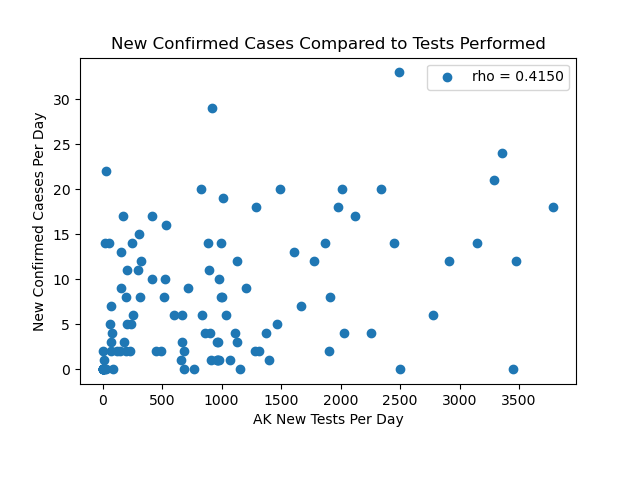 New Confirmed Cases Compared to Tests Performed
rho = 0.4150
30
25
20
15
10
5
0
New Confirmed Caeses Per Day
0 500 1000 1500 2000 2500 3000 3500
AK New Tests Per Day